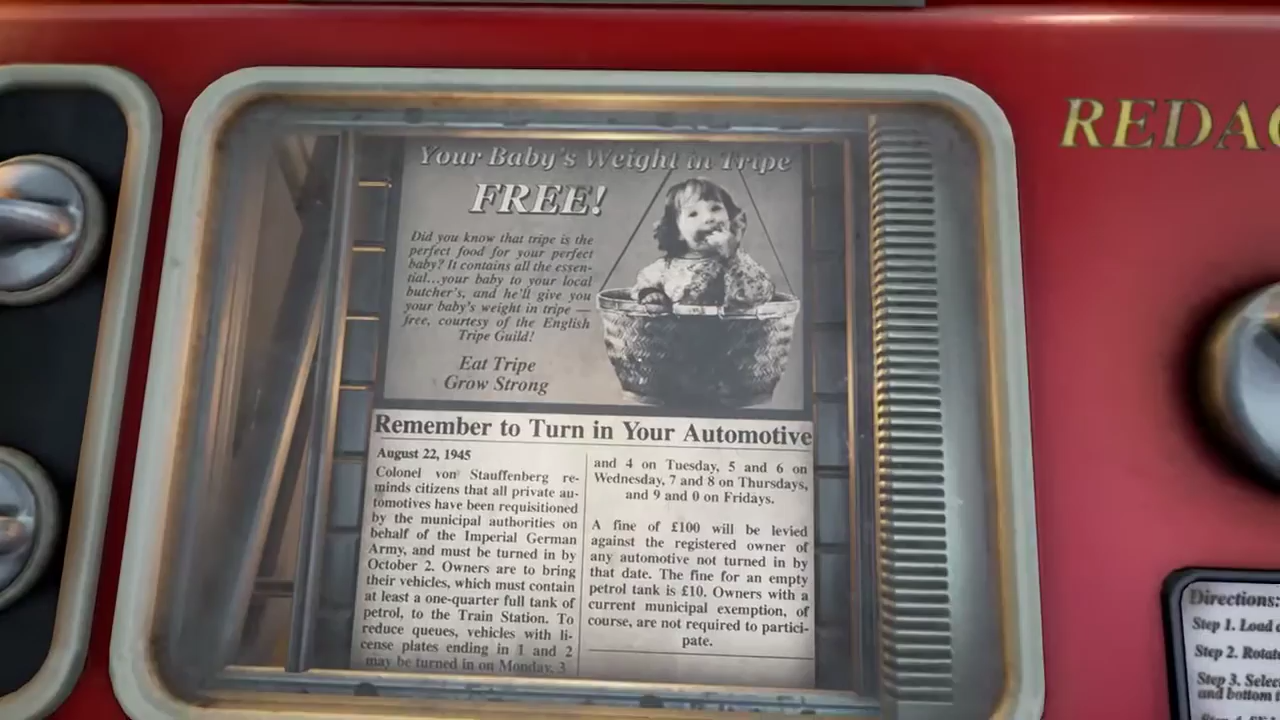 Your Baby's Weight in Tripe
FREE!
Did you know that tripe is the
perfect food for your perfect
baby? It contains all the essen-
tial...your baby to your local
butcher's, and he'll give you
your baby's weight in tripe —
free, courtesy of the English
Tripe Guild!
Eat Tripe
Grow Strong
Remember to Turn in Your Automotive
August 22, 1945
Colonel von Stauffenberg re-
minds citizens that all private au-
tomotives have been requisitioned
by the municipal authorities on
behalf of the Imperial German
Army, and must be turned in by
October 2. Owners are to bring
their vehicles, which must contain
at least a one-quarter full tank of
petrol, to the Train Station. To
reduce queues, vehicles with li-
cense plates ending in 1 and 2
may be turned in on Monday, 3
and 4 on Tuesday, 5 and 6 on
Wednesday, 7 and 8 on Thursdays,
and 9 and 0 on Fridays.
A fine of £100 will be levied
against the registered owner of
any automotive not turned in by
that date. The fine for an empty
petrol tank is £10. Owners with a
current municipal exemption, of
course, are not required to partici-
pate.
REDAC
Directions:
Step 1. Load
Step 2. Rotat
Step 3. Selec
and bottom